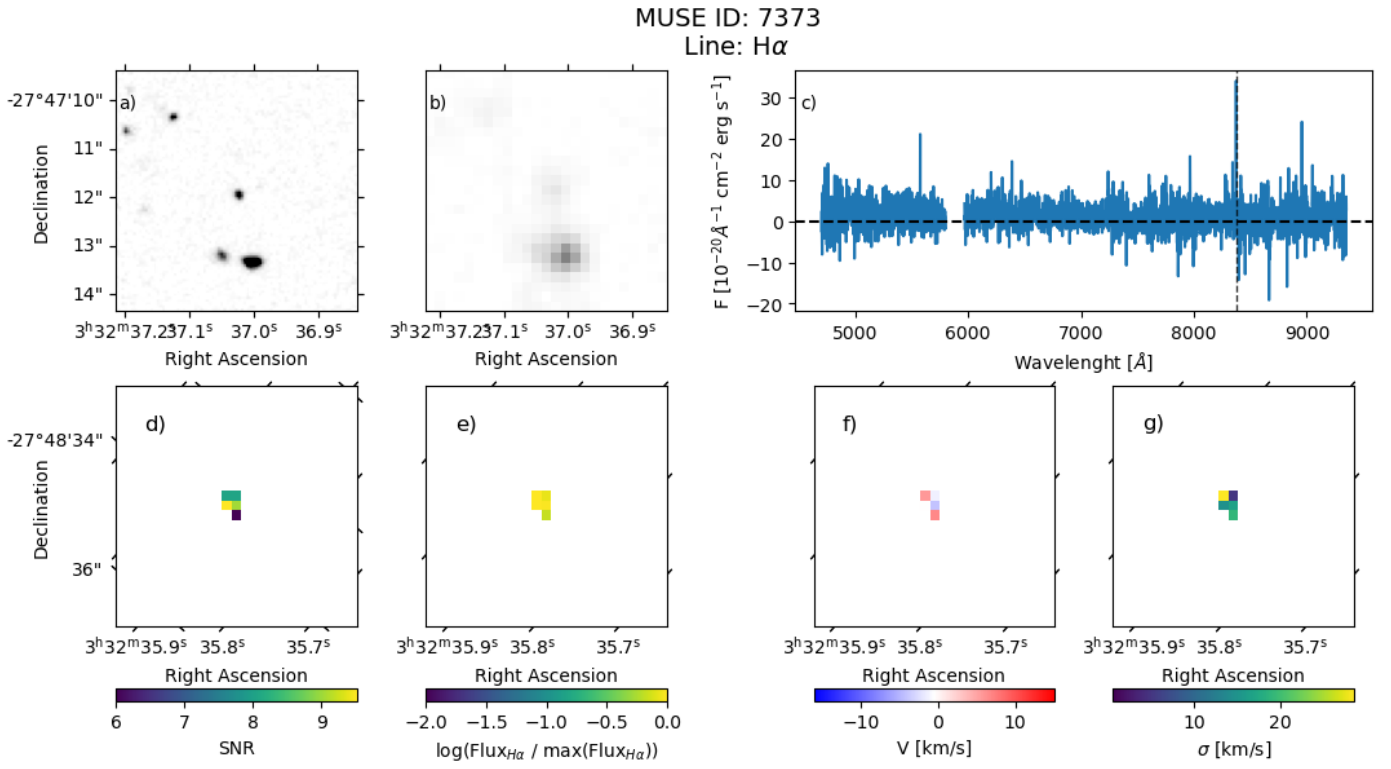 MUSE ID: 7373
Line: Hα
a)
-27°47'10"
11"
12"
13"
14"
Declination
3ʰ32ᵐ37.2ˢ
37.1ˢ
37.0ˢ
36.9ˢ
Right Ascension
b)
3ʰ32ᵐ37.2ˢ
37.1ˢ
37.0ˢ
36.9ˢ
Right Ascension
c)
F [10⁻²⁰Å⁻¹ cm⁻² erg s⁻¹]
30
20
10
0
−10
−20
5000 6000 7000 8000 9000
Wavelenght [Å]
d)
-27°48'34"
36"
Declination
3ʰ32ᵐ35.9ˢ 35.8ˢ 35.7ˢ
Right Ascension
6 7 8 9
SNR
e)
3ʰ32ᵐ35.9ˢ 35.8ˢ 35.7ˢ
Right Ascension
−2.0 −1.5 −1.0 −0.5 0.0
log(Flux_Hα / max(Flux_Hα))
f)
3ʰ32ᵐ35.9ˢ 35.8ˢ 35.7ˢ
Right Ascension
−10 0 10
V [km/s]
g)
3ʰ32ᵐ35.9ˢ 35.8ˢ 35.7ˢ
Right Ascension
10 20
σ [km/s]